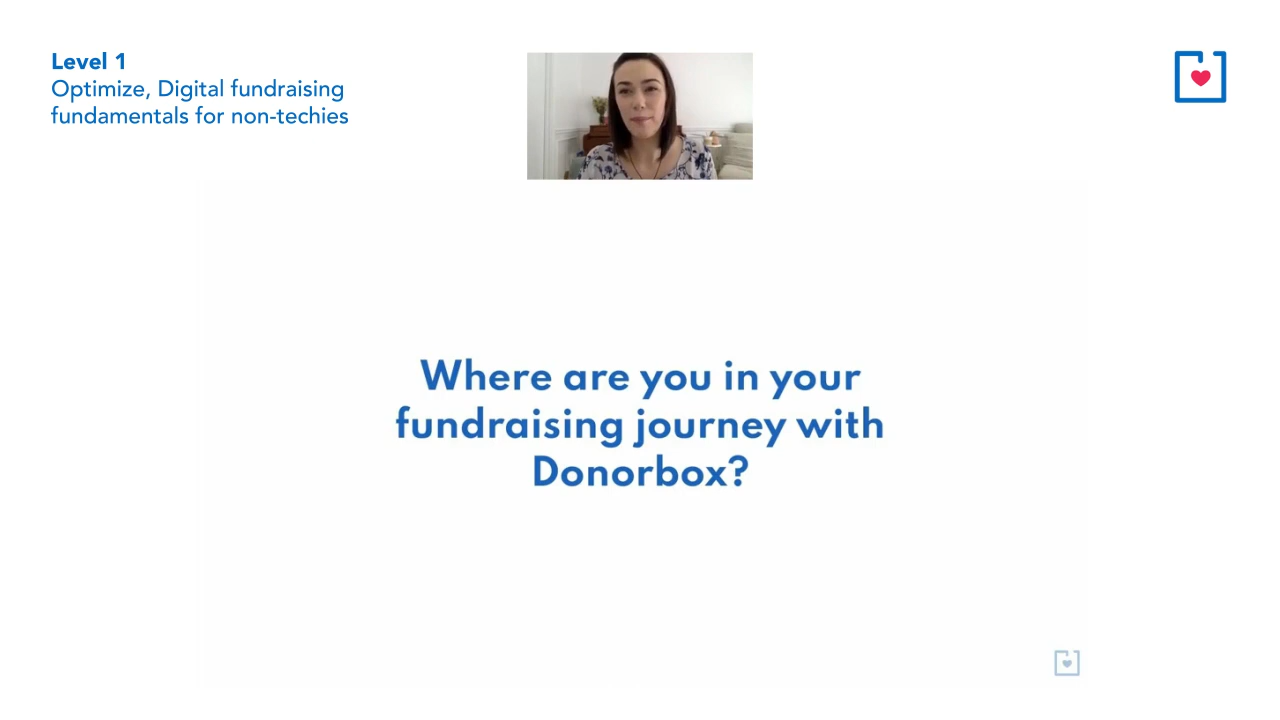 Level 1
Optimize, Digital fundraising
fundamentals for non-techies
Where are you in your
fundraising journey with
Donorbox?